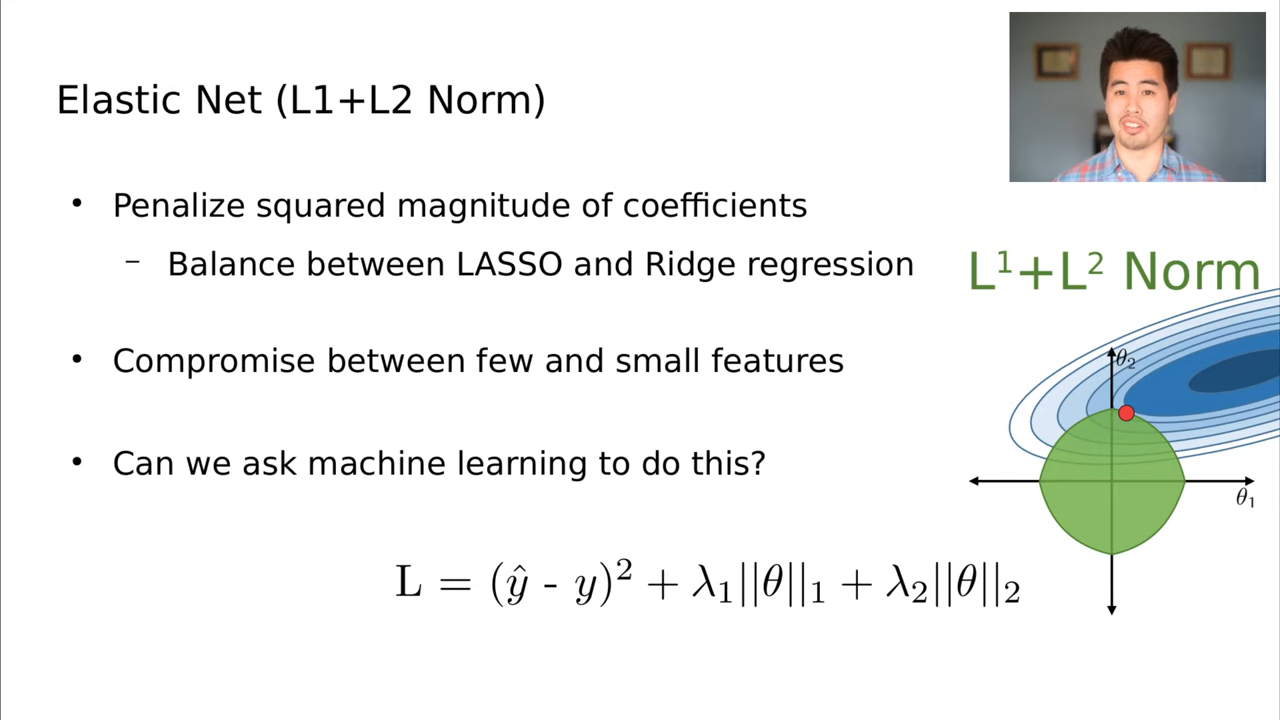 Elastic Net (L1+L2 Norm)
• Penalize squared magnitude of coefficients
– Balance between LASSO and Ridge regression
• Compromise between few and small features
• Can we ask machine learning to do this?
L = (ŷ - y)² + λ₁||θ||₁ + λ₂||θ||₂
L¹+L² Norm
θ₂
θ₁